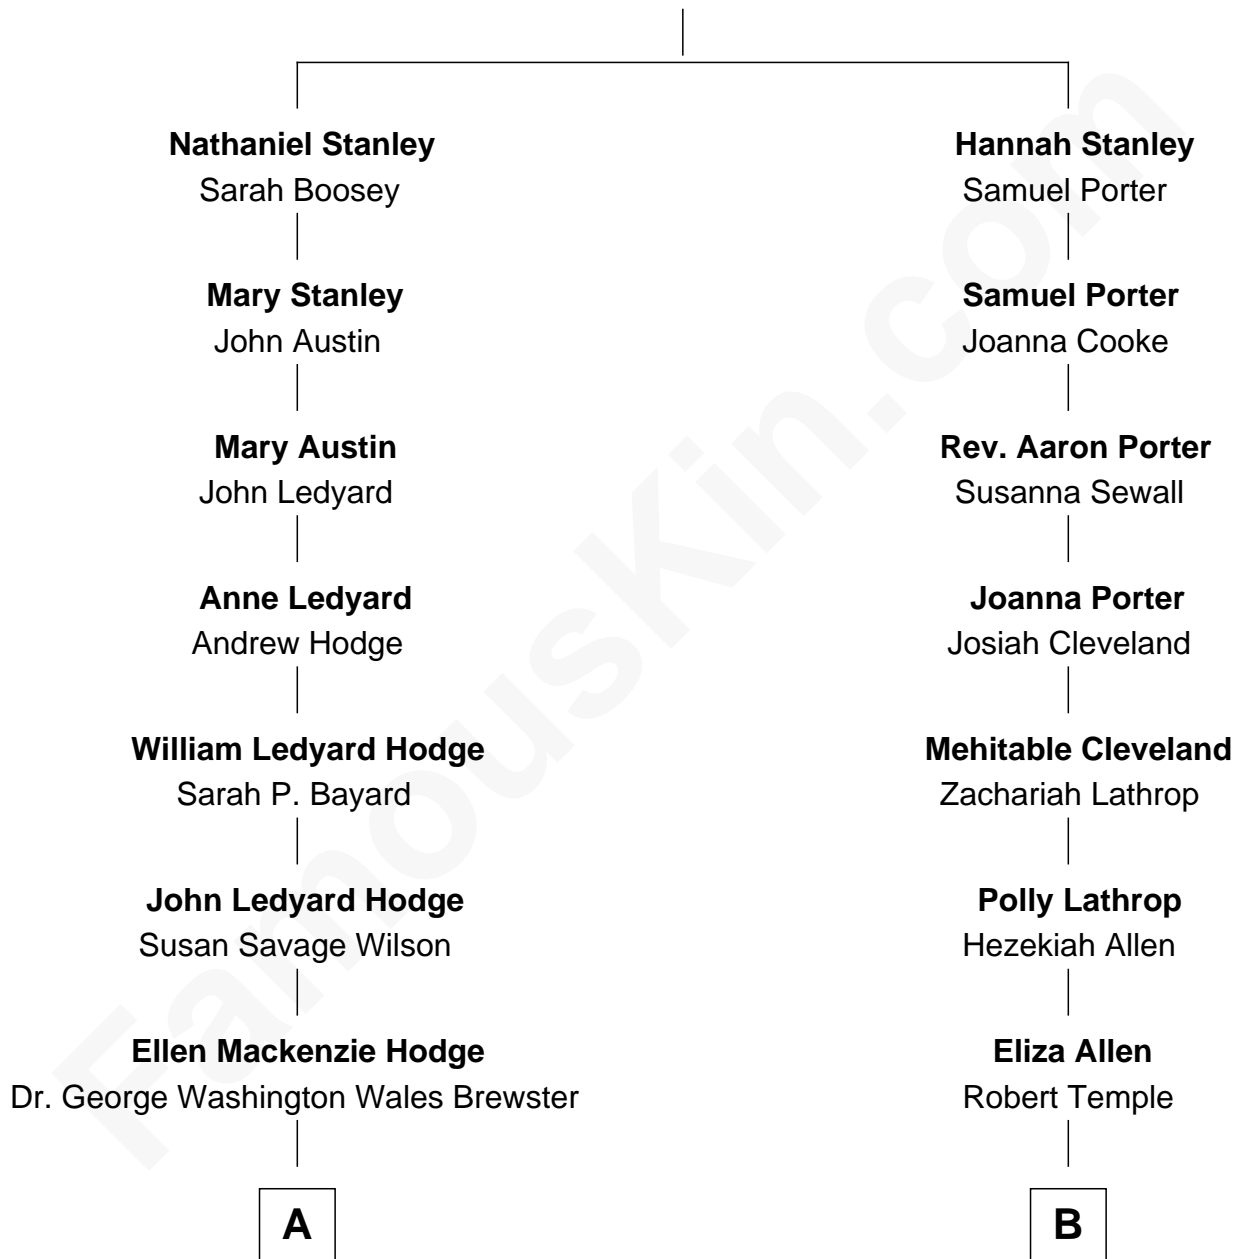 Nathaniel Stanley
Sarah Boosey
Mary Stanley
John Austin
Mary Austin
John Ledyard
Anne Ledyard
Andrew Hodge
William Ledyard Hodge
Sarah P. Bayard
John Ledyard Hodge
Susan Savage Wilson
Ellen Mackenzie Hodge
Dr. George Washington Wales Brewster
A
Hannah Stanley
Samuel Porter
Samuel Porter
Joanna Cooke
Rev. Aaron Porter
Susanna Sewall
Joanna Porter
Josiah Cleveland
Mehitable Cleveland
Zachariah Lathrop
Polly Lathrop
Hezekiah Allen
Eliza Allen
Robert Temple
B
FamousKin.com